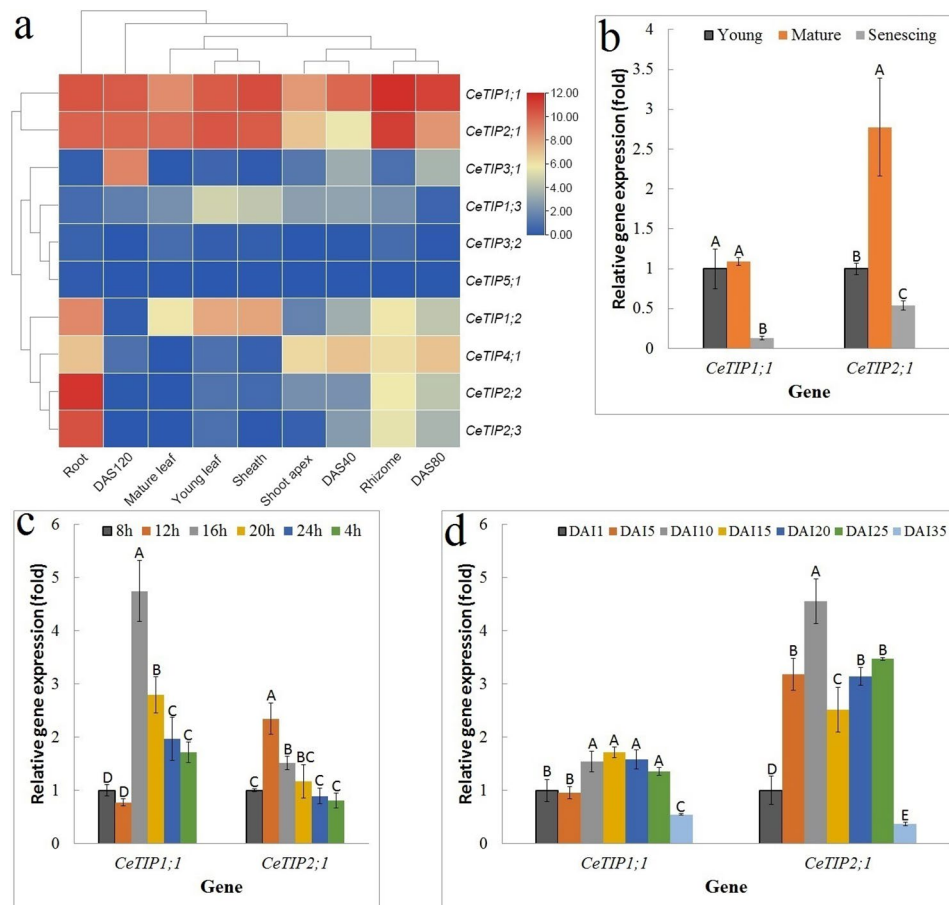 a
CeTIP1;1
CeTIP2;1
CeTIP3;1
CeTIP1;3
CeTIP3;2
CeTIP5;1
CeTIP1;2
CeTIP4;1
CeTIP2;2
CeTIP2;3
12.00
10.00
8.00
6.00
4.00
2.00
0.00
Root
DAS120
Mature leaf
Young leaf
Sheath
Shoot apex
DAS40
Rhizome
DAS80
b
Young Mature Senescing
Relative gene expression (fold)
4
3.5
3
2.5
2
1.5
1
0.5
0
A A B
B A C
CeTIP1;1 CeTIP2;1
Gene
c
8h 12h 16h 20h 24h 4h
Relative gene expression (fold)
6
5
4
3
2
1
0
D D A B C C
C A B BC C C
CeTIP1;1 CeTIP2;1
Gene
d
DAI1 DAI5 DAI10 DAI15 DAI20 DAI25 DAI35
Relative gene expression (fold)
6
5
4
3
2
1
0
B B A A A A C
D B A C B B E
CeTIP1;1 CeTIP2;1
Gene